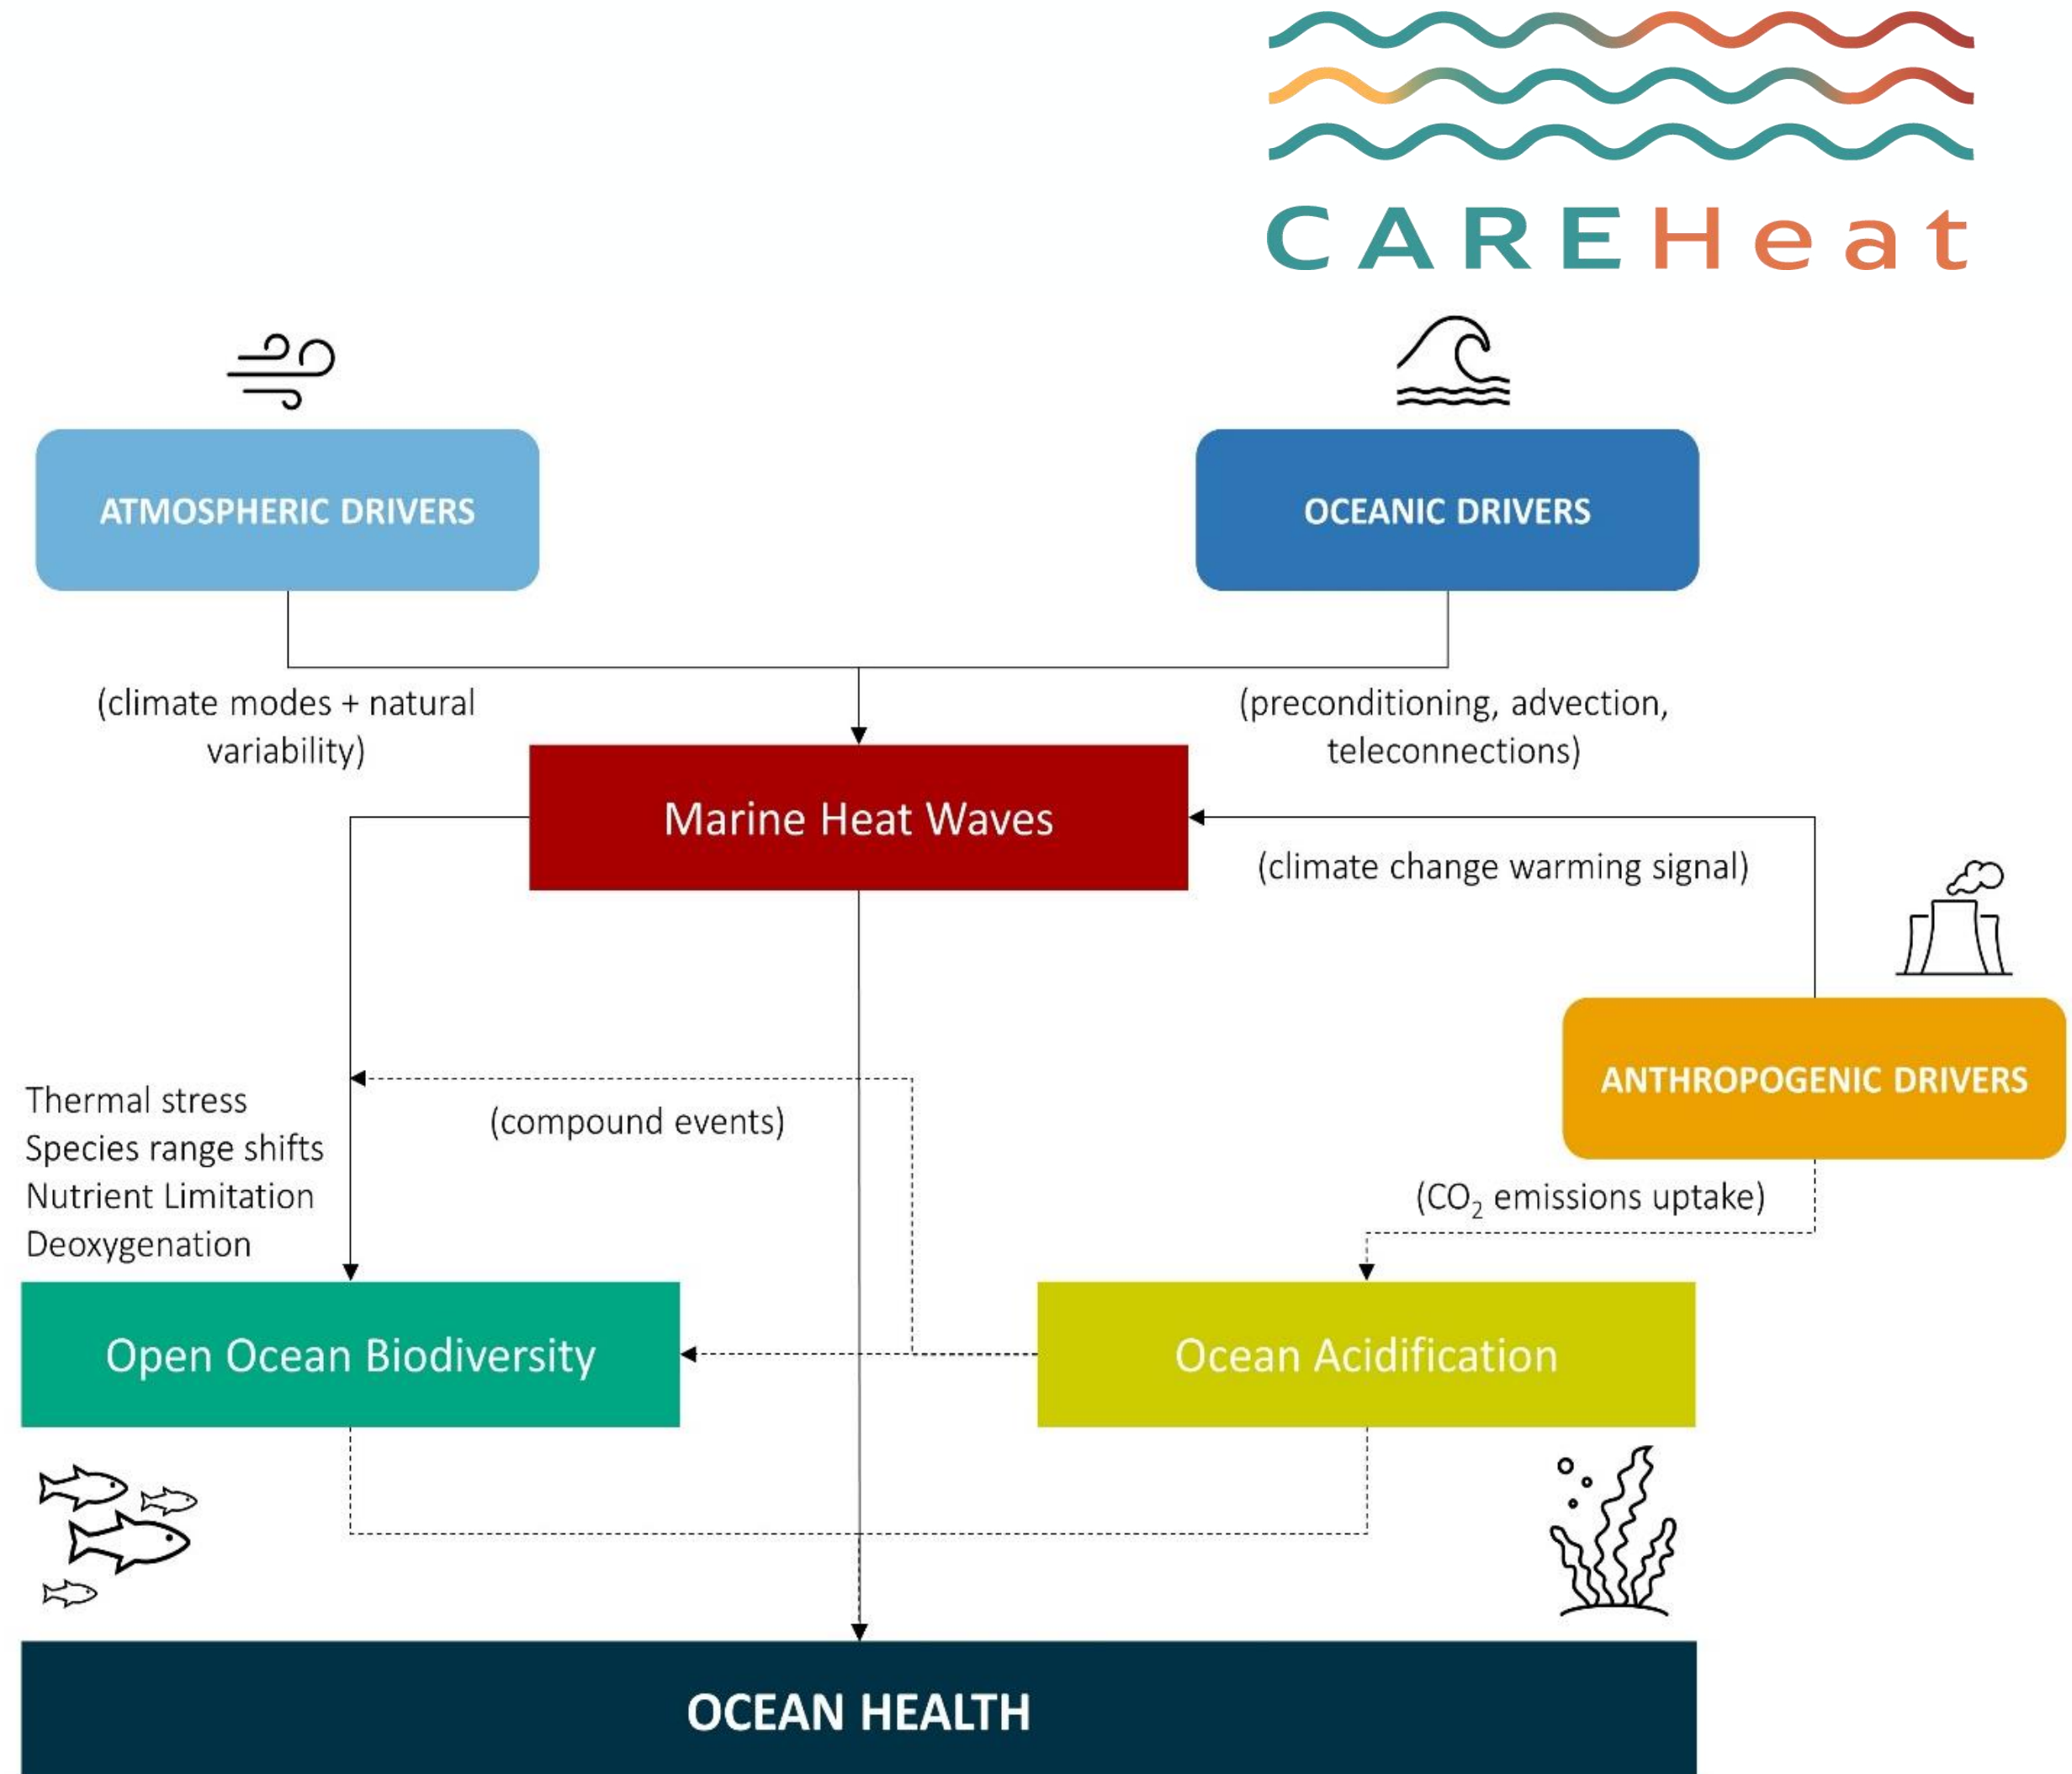 CAREHeat
ATMOSPHERIC DRIVERS
OCEANIC DRIVERS
(climate modes + natural
variability)
(preconditioning, advection,
teleconnections)
Marine Heat Waves
(climate change warming signal)
ANTHROPOGENIC DRIVERS
Thermal stress
Species range shifts
Nutrient Limitation
Deoxygenation
(compound events)
(CO₂ emissions uptake)
Open Ocean Biodiversity
Ocean Acidification
OCEAN HEALTH